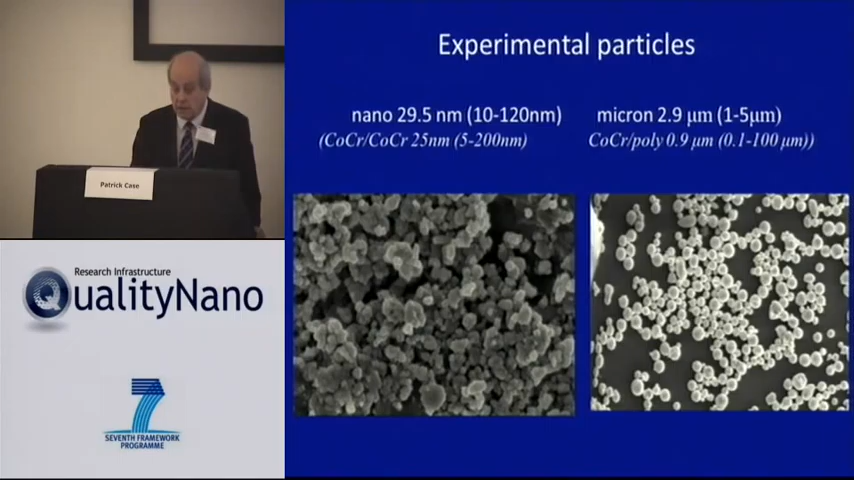 Experimental particles
nano 29.5 nm (10-120nm)
(CoCr/CoCr 25nm (5-200nm)
micron 2.9 μm (1-5μm)
CoCr/poly 0.9 μm (0.1-100 μm))
Patrick Case
Research Infrastructure
QualityNano
7
SEVENTH FRAMEWORK
PROGRAMME